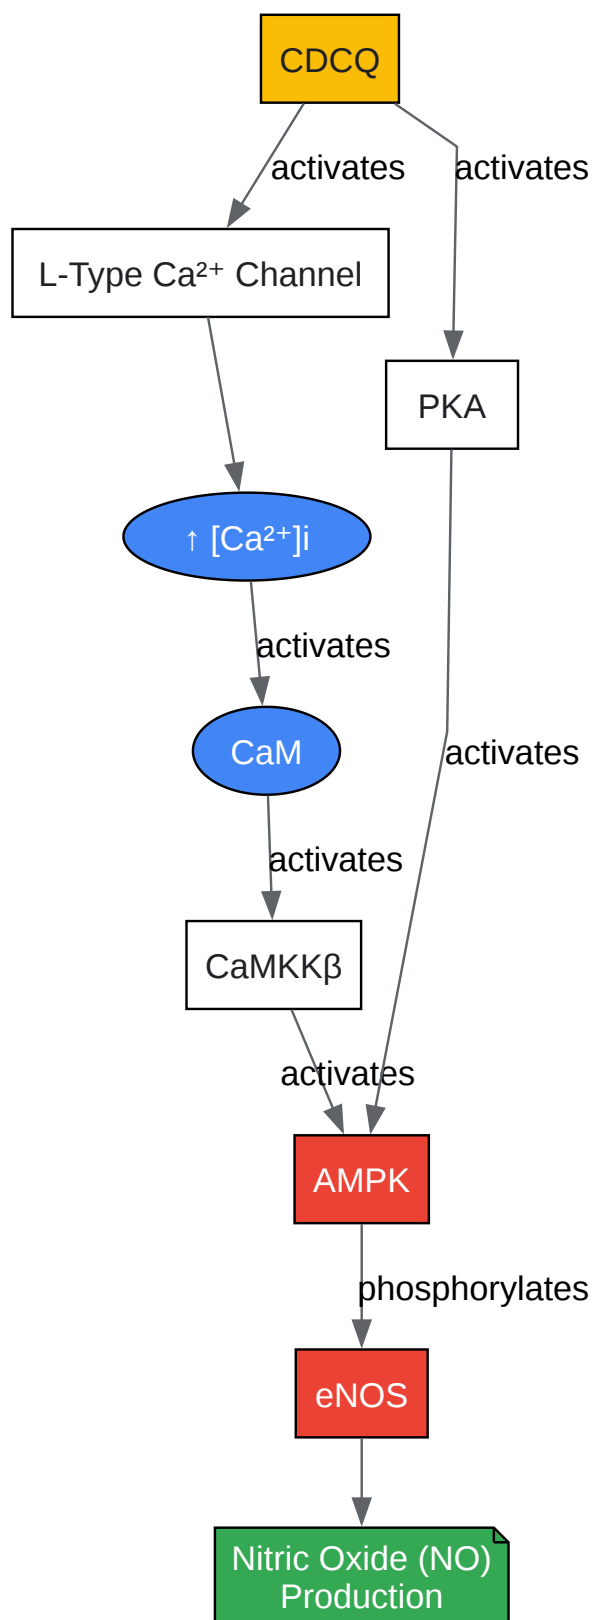 CDCQ
activates
activates
L-Type Ca²⁺ Channel
PKA
↑ [Ca²⁺]i
activates
CaM
activates
activates
CaMKKβ
activates
AMPK
phosphorylates
eNOS
Nitric Oxide (NO)
Production